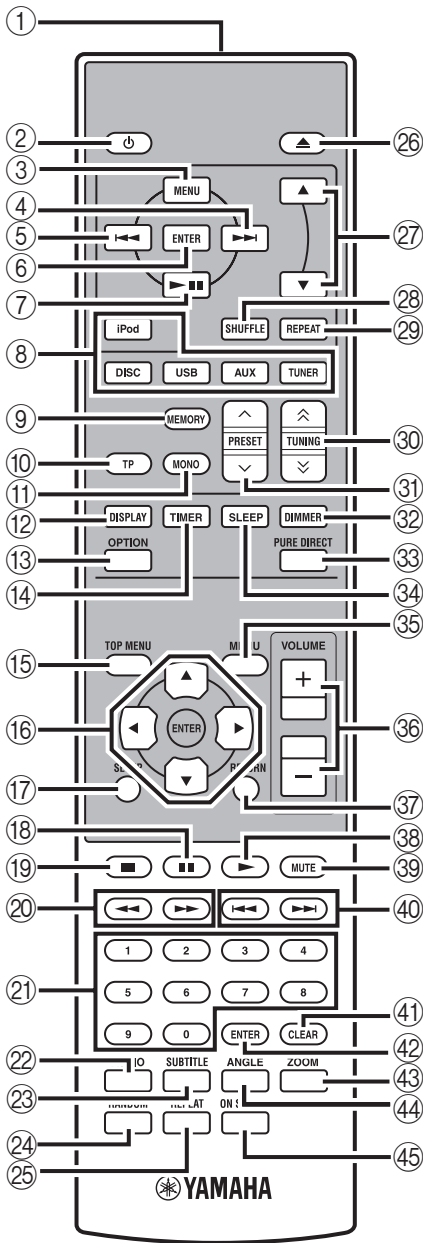 ①
② ㉖
③ MENU
④
⑤ ENTER ㉗
⑥
⑦ ㉘
iPod SHUFFLE REPEAT ㉙
⑧
DISC USB AUX TUNER
⑨ MEMORY
PRESET TUNING ㉚
⑩ TP MONO
⑪ ㉛
⑫ DISPLAY TIMER SLEEP DIMMER ㉜
OPTION PURE DIRECT
⑬ ㉝
⑭ ㉞
㉟
⑮ TOP MENU VOLUME
+
⑯ ENTER ㊱
−
⑰ ㊲
⑱ ㊳
⑲ MUTE ㊴
⑳ ㊵
1 2 3 4
㉑ 5 6 7 8
9 0 ENTER CLEAR ㊶
㊷
㉒ SUBTITLE ANGLE ZOOM ㊸
㉓ ㊹
㉔
㉕ ㊺
YAMAHA